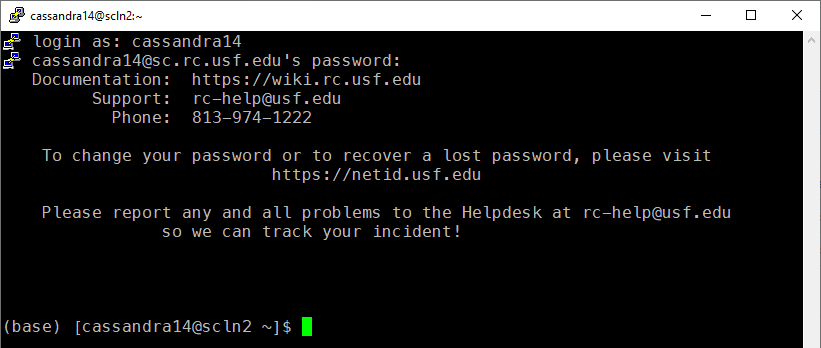 cassandra14@scln2:~
login as: cassandra14
cassandra14@sc.rc.usf.edu's password:
Documentation:  https://wiki.rc.usf.edu
Support:  rc-help@usf.edu
Phone:  813-974-1222
To change your password or to recover a lost password, please visit
https://netid.usf.edu
Please report any and all problems to the Helpdesk at rc-help@usf.edu
so we can track your incident!
(base) [cassandra14@scln2 ~]$